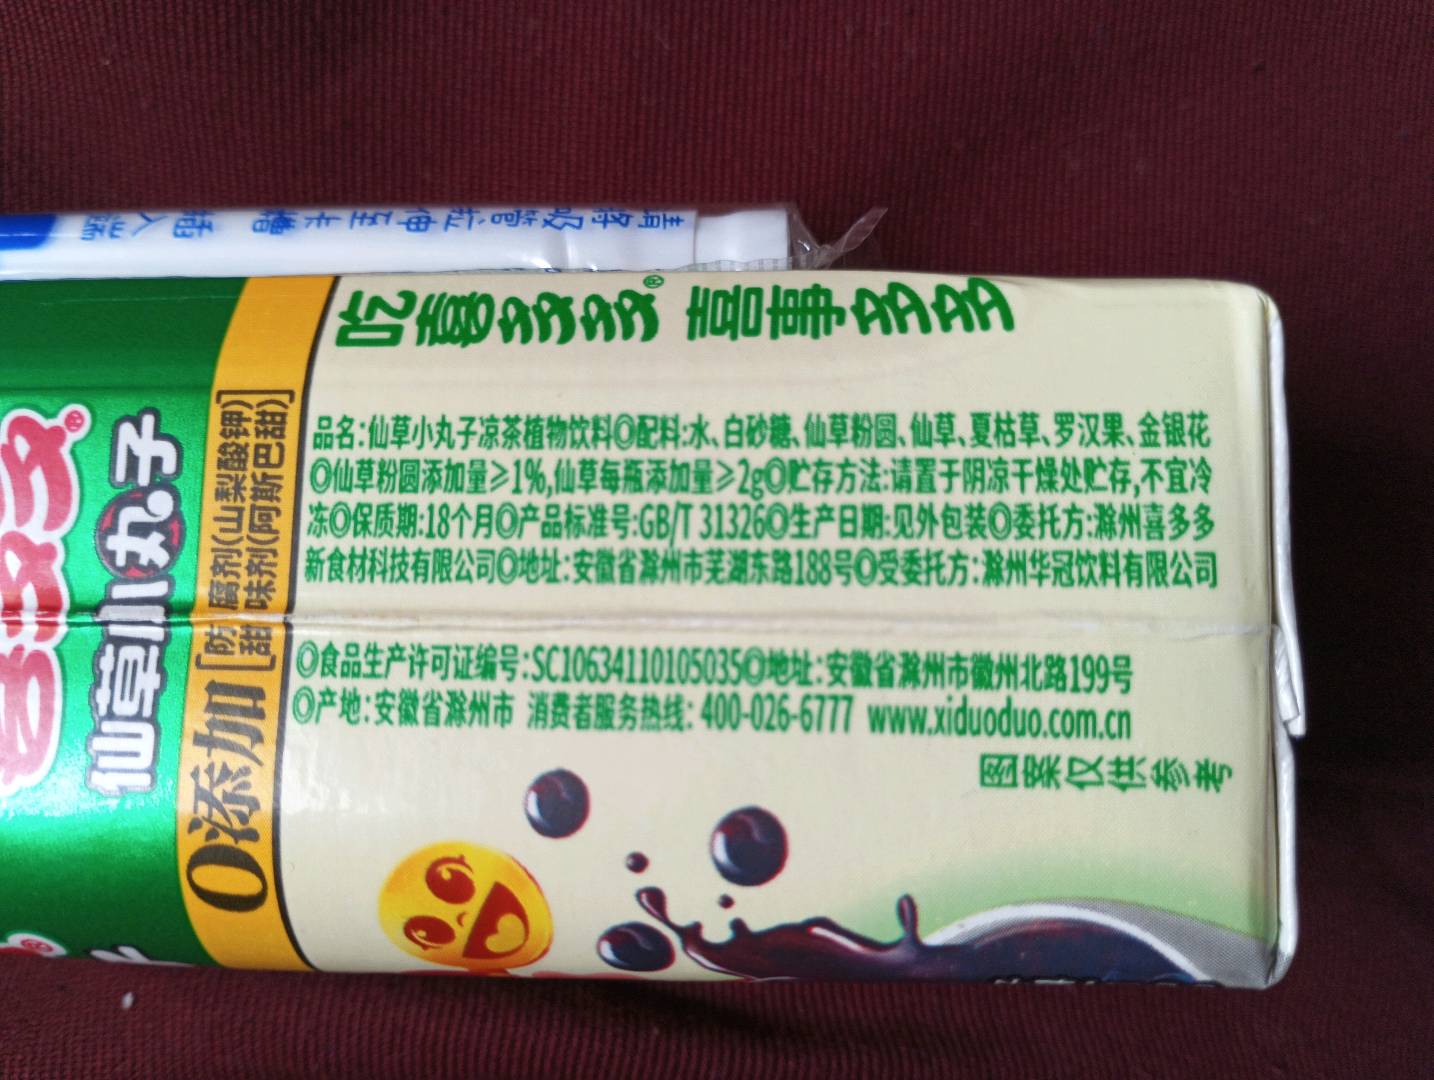 请将吸管拉伸至卡
吃喜多多® 喜事多多
品名:仙草小丸子凉茶植物饮料◎配料:水、白砂糖、仙草粉圆、仙草、夏枯草、罗汉果、金银花
◎仙草粉圆添加量≥1%,仙草每瓶添加量≥2g◎贮存方法:请置于阴凉干燥处贮存,不宜冷
冻◎保质期:18个月◎产品标准号:GB/T 31326◎生产日期:见外包装◎委托方:滁州喜多多
新食材科技有限公司◎地址:安徽省滁州市芜湖东路188号◎受委托方:滁州华冠饮料有限公司
◎食品生产许可证编号:SC10634110105035◎地址:安徽省滁州市徽州北路199号
◎产地:安徽省滁州市 消费者服务热线: 400-026-6777 www.xiduoduo.com.cn
图案仅供参考
仙草小丸子
0添加
[防腐剂(山梨酸钾)]
[甜味剂(阿斯巴甜)]